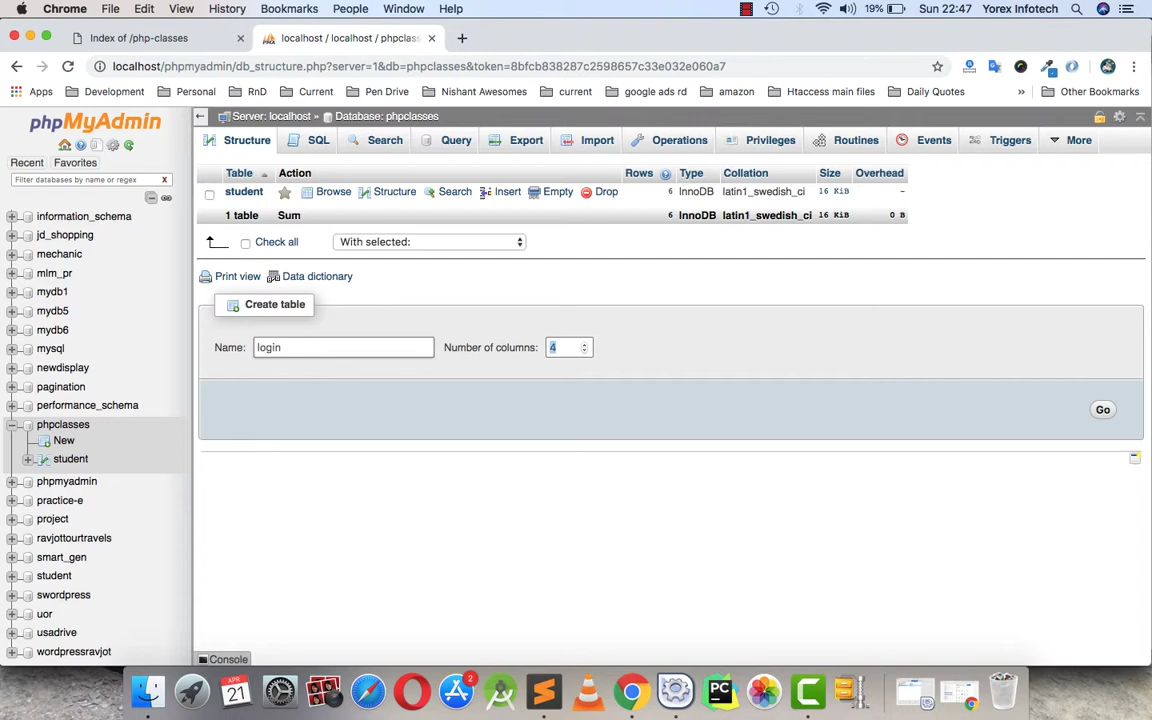 Chrome File Edit View History Bookmarks People Window Help 19% Sun 22:47 Yorex Infotech
Index of /php-classes
localhost / localhost / phpclass
localhost/phpmyadmin/db_structure.php?server=1&db=phpclasses&token=8bfcb838287c2598657c33e032e060a7
Apps Development Personal RnD Current Pen Drive Nishant Awesomes current google ads rd amazon Htaccess main files Daily Quotes » Other Bookmarks
phpMyAdmin
Recent Favorites
Filter databases by name or regex X
information_schema
jd_shopping
mechanic
mlm_pr
mydb1
mydb5
mydb6
mysql
newdisplay
pagination
performance_schema
phpclasses
New
student
phpmyadmin
practice-e
project
ravjottourtravels
smart_gen
student
swordpress
uor
usadrive
wordpressravjot
Server: localhost » Database: phpclasses
Structure SQL Search Query Export Import Operations Privileges Routines Events Triggers More
Table Action Rows Type Collation Size Overhead
student Browse Structure Search Insert Empty Drop 6 InnoDB latin1_swedish_ci 16 KiB -
1 table Sum 6 InnoDB latin1_swedish_ci 16 KiB 0 B
Check all With selected:
Print view Data dictionary
Create table
Name: login Number of columns: 4
Go
Console
APR
21
2
PC
C